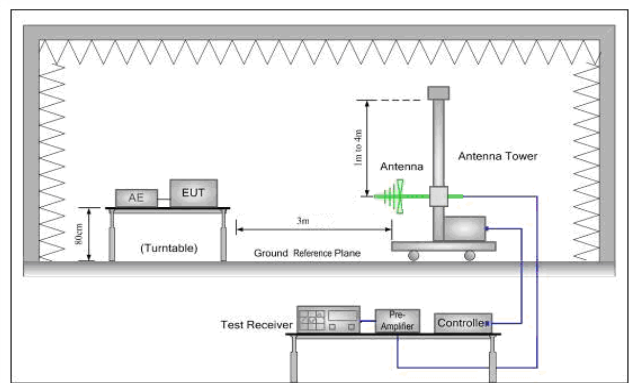 1m to 4m
Antenna
Antenna Tower
AE
EUT
80cm
3m
(Turntable)
Ground Reference Plane
Test Receiver
Pre-
Amplifier
Controller